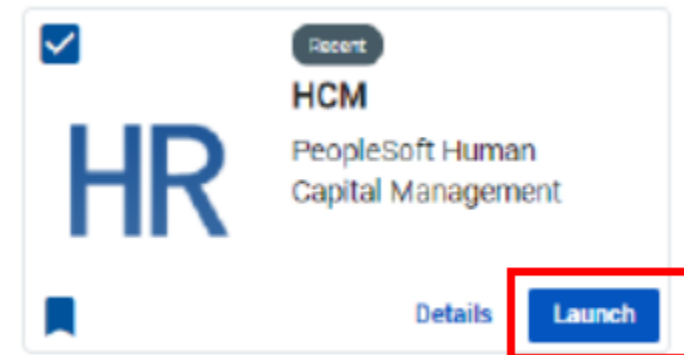 Recent
HCM
HR
PeopleSoft Human
Capital Management
Details
Launch